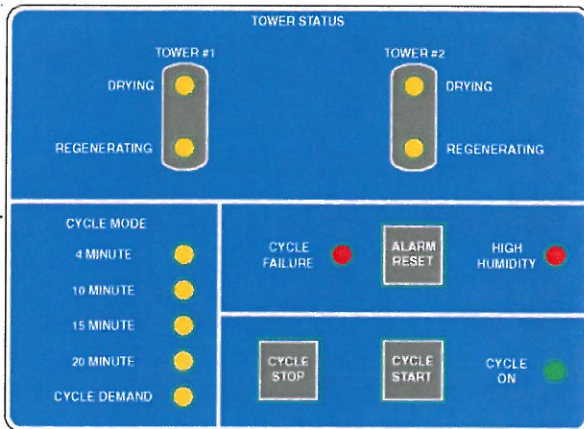 TOWER STATUS
TOWER #1
TOWER #2
DRYING
DRYING
REGENERATING
REGENERATING
CYCLE MODE
4 MINUTE
10 MINUTE
15 MINUTE
20 MINUTE
CYCLE DEMAND
CYCLE
FAILURE
ALARM
RESET
HIGH
HUMIDITY
CYCLE
STOP
CYCLE
START
CYCLE
ON